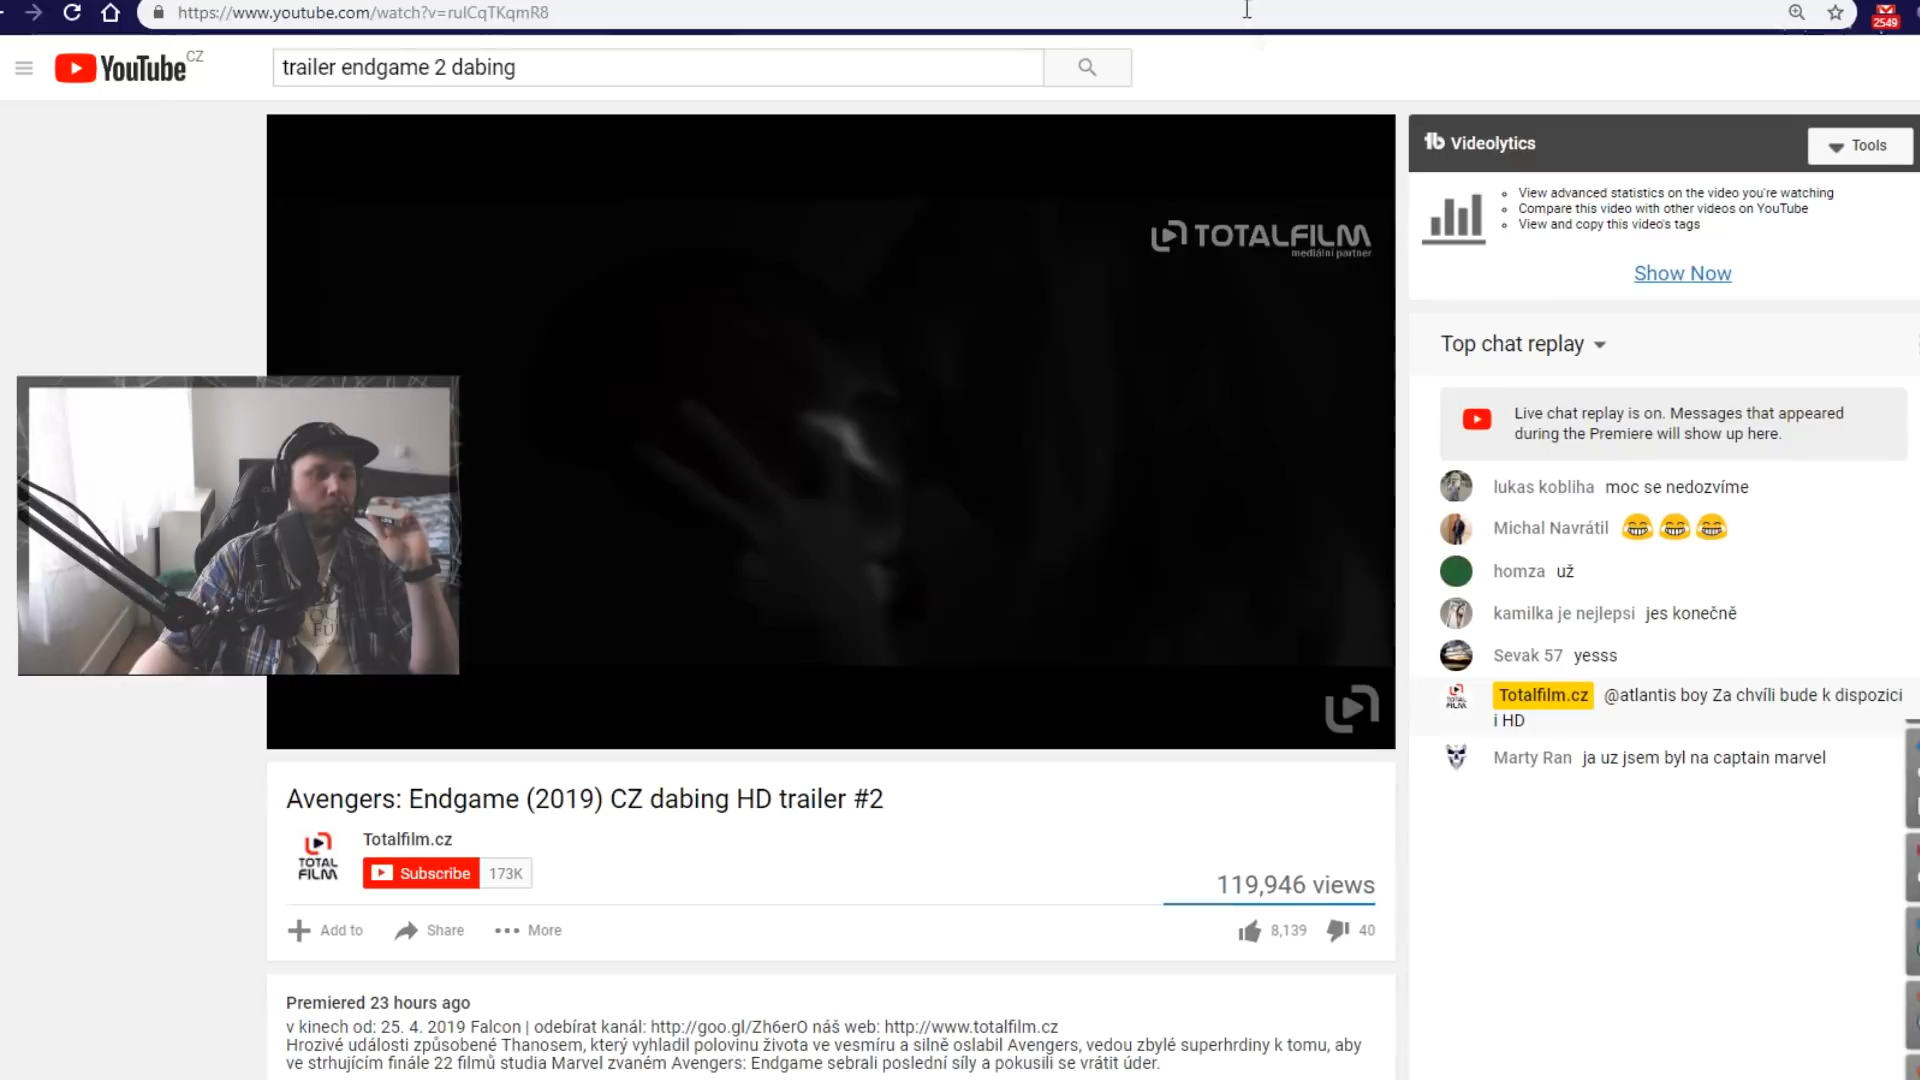 https://www.youtube.com/watch?v=rulCqTKqmR8
2549
YouTube CZ
trailer endgame 2 dabing
TOTALFILM
mediální partner
Videolytics
Tools
View advanced statistics on the video you're watching
Compare this video with other videos on YouTube
View and copy this video's tags
Show Now
Top chat replay
Live chat replay is on. Messages that appeared
during the Premiere will show up here.
lukas kobliha moc se nedozvíme
Michal Navrátil 😂😂😂
homza už
kamilka je nejlepsi jes konečně
Sevak 57 yesss
Totalfilm.cz @atlantis boy Za chvíli bude k dispozici
i HD
Marty Ran ja uz jsem byl na captain marvel
Avengers: Endgame (2019) CZ dabing HD trailer #2
TOTAL
FILM
Totalfilm.cz
Subscribe 173K
119,946 views
Add to Share More 8,139 40
Premiered 23 hours ago
v kinech od: 25. 4. 2019 Falcon | odebírat kanál: http://goo.gl/Zh6erO náš web: http://www.totalfilm.cz
Hrozivé události způsobené Thanosem, který vyhladil polovinu života ve vesmíru a silně oslabil Avengers, vedou zbylé superhrdiny k tomu, aby
ve strhujícím finále 22 filmů studia Marvel zvaném Avengers: Endgame sebrali poslední síly a pokusili se vrátit úder.